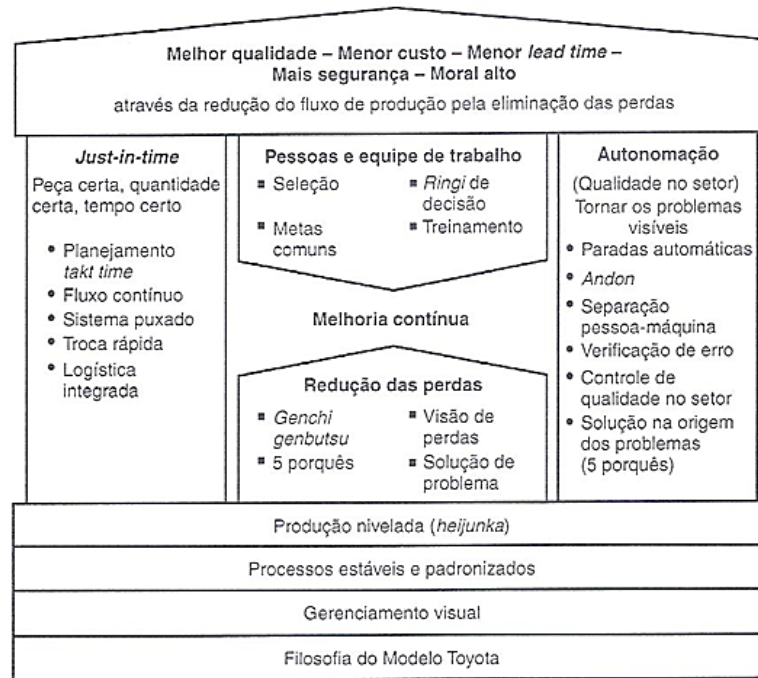 Melhor qualidade – Menor custo – Menor lead time –
Mais segurança – Moral alto
através da redução do fluxo de produção pela eliminação das perdas
Just-in-time
Peça certa, quantidade
certa, tempo certo
• Planejamento
takt time
• Fluxo contínuo
• Sistema puxado
• Troca rápida
• Logística
integrada
Pessoas e equipe de trabalho
▪ Seleção
▪ Ringi de
decisão
▪ Metas
comuns
▪ Treinamento
Melhoria contínua
Redução das perdas
▪ Genchi
genbutsu
▪ Visão de
perdas
▪ 5 porquês
▪ Solução de
problema
Autonomação
(Qualidade no setor)
Tornar os problemas
visíveis
• Paradas automáticas
• Andon
• Separação
pessoa-máquina
• Verificação de erro
• Controle de
qualidade no setor
• Solução na origem
dos problemas
(5 porquês)
Produção nivelada (heijunka)
Processos estáveis e padronizados
Gerenciamento visual
Filosofia do Modelo Toyota